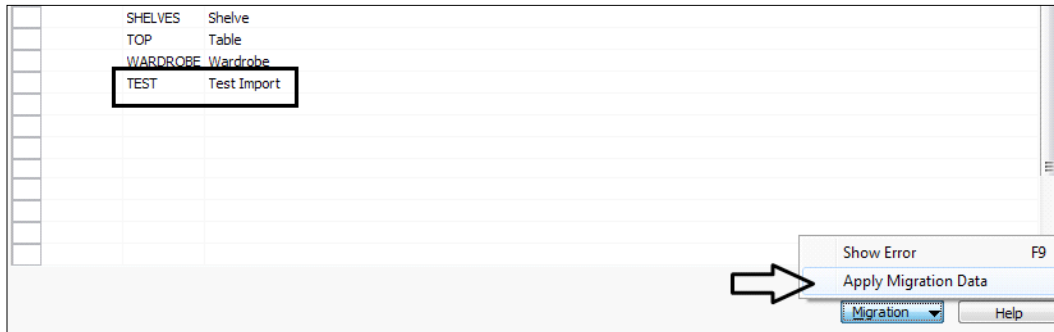 SHELVES Shelve
TOP Table
WARDROBE Wardrobe
TEST Test Import
Show Error F9
Apply Migration Data
Migration Help